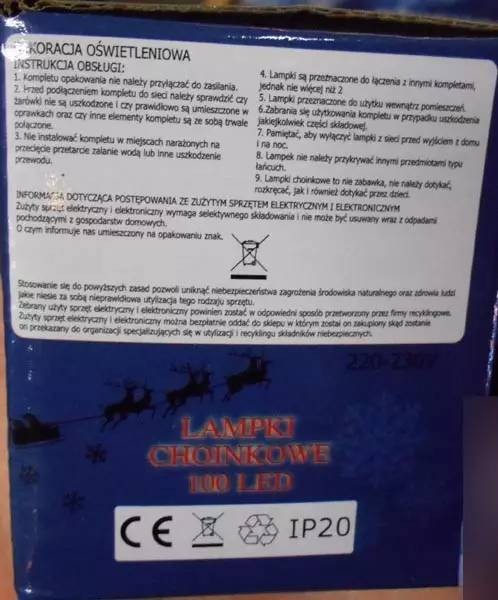 DEKORACJA OŚWIETLENIOWA
INSTRUKCJA OBSŁUGI:
1. Kompletu opakowania nie należy przyłączać do zasilania.
2. Przed podłączeniem kompletu do sieci należy sprawdzić czy
żarówki nie są uszkodzone i czy prawidłowo są umieszczone w
oprawkach oraz czy inne elementy kompletu są ze sobą trwale
połączone.
3. Nie instalować kompletu w miejscach narażonych na
przecięcie przetarcie zalanie wodą lub inne uszkodzenie
przewodu.
4. Lampki są przeznaczone do łączenia z innymi kompletami,
jednak nie więcej niż 2
5. Lampki przeznaczone do użytku wewnątrz pomieszczeń.
6.Zabrania się użytkowania kompletu w przypadku uszkodzenia
jakiejkolwiek części składowej.
7. Pamiętać, aby wyłączyć lampki z sieci przed wyjściem z domu
i na noc.
8. Lampek nie należy przykrywać innymi przedmiotami typu
łańcuch.
9. Lampki choinkowe to nie zabawka, nie należy dotykać,
rozkręcać, jak i również dotykać przez dzieci.
INFORMACJA DOTYCZĄCA POSTĘPOWANIA ZE ZUŻYTYM SPRZĘTEM ELEKTRYCZNYM I ELEKTRONICZNYM
Zużyty sprzęt elektryczny i elektroniczny wymaga selektywnego składowania i nie może być usuwany wraz z odpadami
pochodzącymi z gospodarstw domowych.
O czym informuje nas umieszczony na opakowaniu znak.
Stosowanie się do powyższych zasad pozwoli uniknąć niebezpieczeństwa zagrożenia środowiska naturalnego oraz zdrowia ludzi
jakie niesie za sobą nieprawidłowa utylizacja tego rodzaju sprzętu.
Zebrany użyty sprzęt elektryczny i elektroniczny powinien zostać w odpowiedni sposób przetworzony przez firmy recyklingowe.
Zużyty sprzęt elektryczny i elektroniczny można bezpłatnie oddać do sklepu w którym został on zakupiony skąd zostanie
on przekazany do organizacji specjalizujących się w utylizacji i recyklingu składników niebezpiecznych.
220-230V
LAMPKI
CHOINKOWE
100 LED
CE IP20